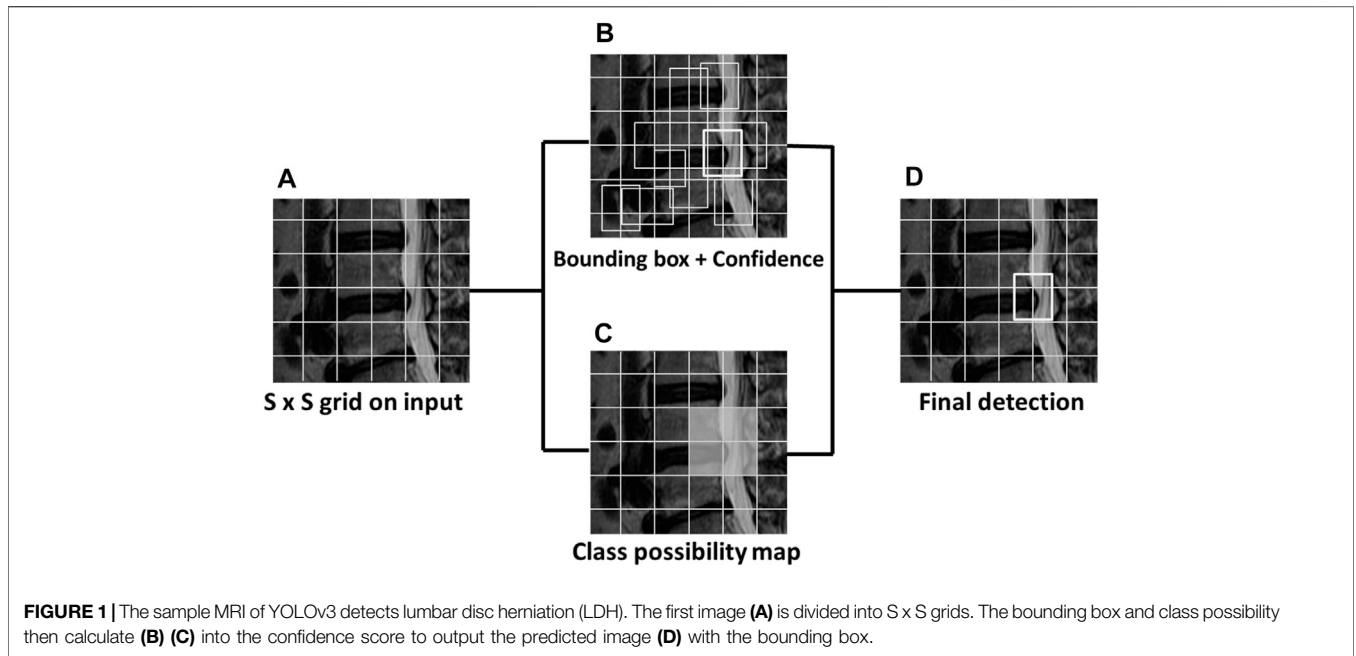 B
A
D
Bounding box + Confidence
C
S x S grid on input
Final detection
Class possibility map
FIGURE 1 | The sample MRI of YOLOv3 detects lumbar disc herniation (LDH). The first image (A) is divided into S x S grids. The bounding box and class possibility
then calculate (B) (C) into the confidence score to output the predicted image (D) with the bounding box.